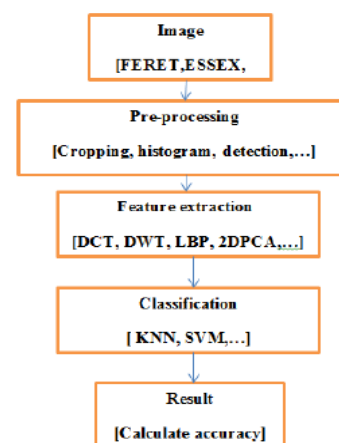 Image
[FERET,ESSEX,
Pre-processing
[Cropping, histogram, detection,...]
Feature extraction
[DCT, DWT, LBP, 2DPCA,...]
Classification
[ KNN, SVM,...]
Result
[Calculate accuracy]